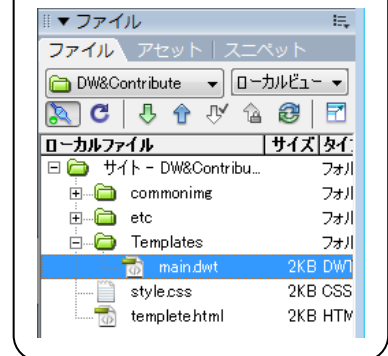 ▼ ファイル
ファイル アセット | スニペット
DW&Contribute ローカルビュー
ローカルファイル サイズ タイ
サイト - DW&Contribu... フォル
commonimg フォル
etc フォル
Templates フォル
main.dwt 2KB DWT
style.css 2KB CSS
templete.html 2KB HTM